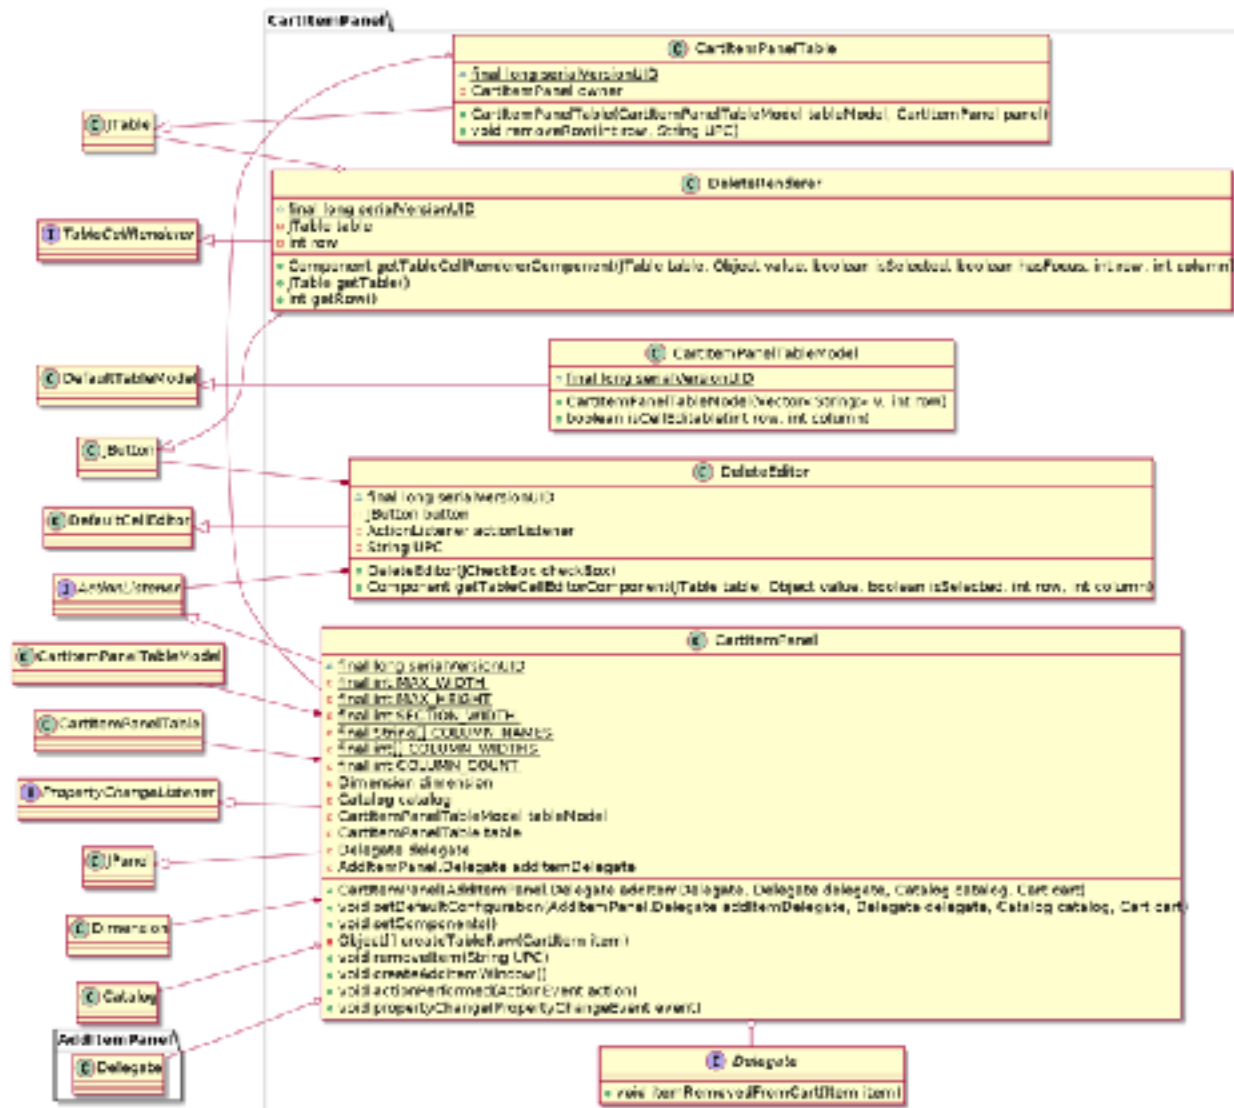 CartItemPanel
CartItemPanelTable
final long serialVersionUID
CartItemPanel owner
CartItemPanelTable(CartItemPanelTableModel tableModel, CartItemPanel panel)
void removeRow(int row, String UPC)
JTable
DeleteRenderer
final long serialVersionUID
JTable table
int row
Component getTableCellRendererComponent(JTable table, Object value, boolean isSelected, boolean hasFocus, int row, int column)
JTable getTable()
int getRow()
TableCellRenderer
CartItemPanelTableModel
final long serialVersionUID
CartItemPanelTableModel(Vector<String> v, int row)
boolean isCellEditable(int row, int column)
DefaultTableModel
JButton
DeleteEditor
final long serialVersionUID
JButton button
ActionListener actionListener
String UPC
DeleteEditor(JCheckBox checkBox)
Component getTableCellEditorComponent(JTable table, Object value, boolean isSelected, int row, int column)
DefaultCellEditor
ActionListener
CartItemPanel
final long serialVersionUID
final int MAX_WIDTH
final int MAX_HEIGHT
final int SECTION_WIDTH
final String[] COLUMN_NAMES
final int[] COLUMN_WIDTHS
final int COLUMN_COUNT
Dimension dimension
Catalog catalog
CartItemPanelTableModel tableModel
CartItemPanelTable table
Delegate delegate
AddItemPanel.Delegate addItemDelegate
CartItemPanel(AddItemPanel.Delegate addItemDelegate, Delegate delegate, Catalog catalog, Cart cart)
void setDefaultConfiguration(AddItemPanel.Delegate addItemDelegate, Delegate delegate, Catalog catalog, Cart cart)
void setComponents()
Object[] createTableRow(CartItem item)
void removeItem(String UPC)
void createAddItemWindow()
void actionPerformed(ActionEvent action)
void propertyChange(PropertyChangeEvent event)
CartItemPanelTableModel
CartItemPanelTable
PropertyChangeListener
JPanel
Dimension
Catalog
AddItemPanel
Delegate
Delegate
void itemRemovedFromCart(Item item)